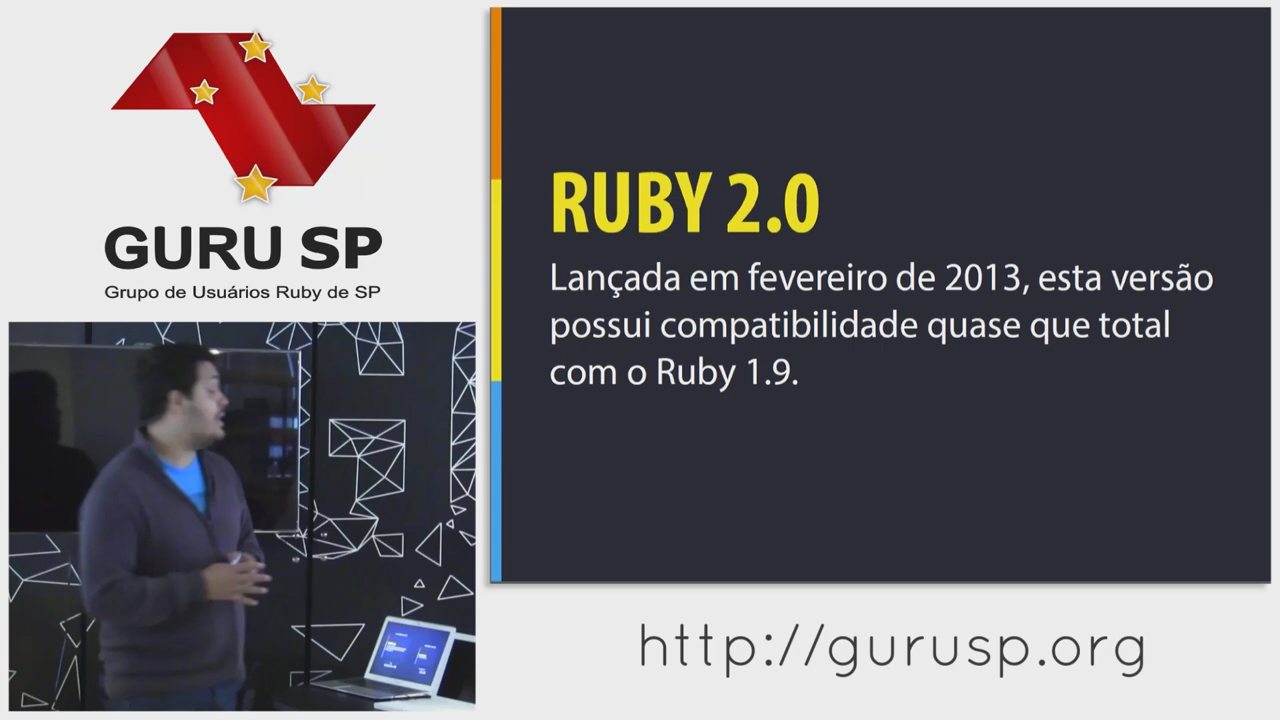 GURU SP
Grupo de Usuários Ruby de SP
RUBY 2.0
Lançada em fevereiro de 2013, esta versão
possui compatibilidade quase que total
com o Ruby 1.9.
http://gurusp.org